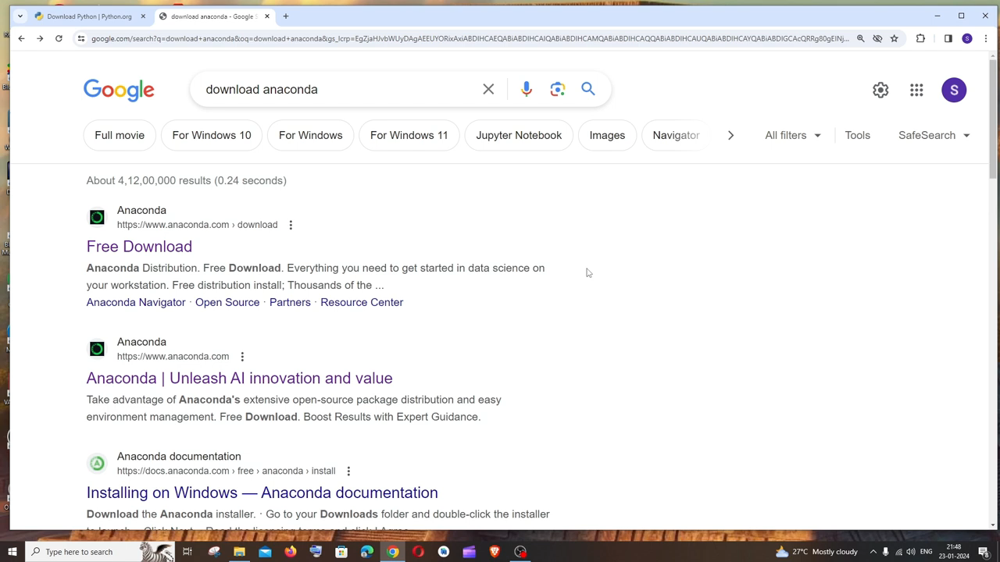 Download Python | Python.org
download anaconda - Google S
google.com/search?q=download+anaconda&oq=download+anaconda&gs_lcrp=
Google
download anaconda
S
Full movie
For Windows 10
For Windows
For Windows 11
Jupyter Notebook
Images
Navigator
All filters
Tools
SafeSearch
About 4,12,00,000 results (0.24 seconds)
Anaconda
https://www.anaconda.com › download
Free Download
Anaconda Distribution. Free Download. Everything you need to get started in data science on
your workstation. Free distribution install; Thousands of the ...
Anaconda Navigator · Open Source · Partners · Resource Center
Anaconda
https://www.anaconda.com
Anaconda | Unleash AI innovation and value
Take advantage of Anaconda's extensive open-source package distribution and easy
environment management. Free Download. Boost Results with Expert Guidance.
Anaconda documentation
https://docs.anaconda.com › free › anaconda › install
Installing on Windows — Anaconda documentation
Download the Anaconda installer. · Go to your Downloads folder and double-click the installer
Type here to search
27°C Mostly cloudy
ENG
21:48
23-01-2024